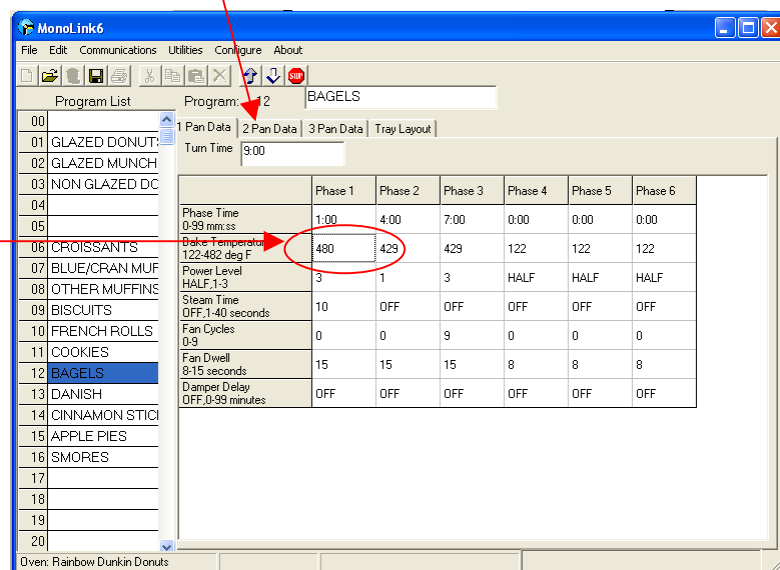 MonoLink6
File Edit Communications Utilities Configure About
STOP
Program List
Program: 12 BAGELS
1 Pan Data 2 Pan Data 3 Pan Data Tray Layout
Turn Time 9:00
00
01 GLAZED DONUT
02 GLAZED MUNCH
03 NON GLAZED DO
04
05
06 CROISSANTS
07 BLUE/CRAN MUF
08 OTHER MUFFINS
09 BISCUITS
10 FRENCH ROLLS
11 COOKIES
12 BAGELS
13 DANISH
14 CINNAMON STIC
15 APPLE PIES
16 SMORES
17
18
19
20
Phase 1 Phase 2 Phase 3 Phase 4 Phase 5 Phase 6
Phase Time
0-99 mm:ss 1:00 4:00 7:00 0:00 0:00 0:00
Bake Temperatu
122-482 deg F 480 429 429 122 122 122
Power Level
HALF,1-3 3 1 3 HALF HALF HALF
Steam Time
OFF,1-40 seconds 10 OFF OFF OFF OFF OFF
Fan Cycles
0-9 0 0 9 0 0 0
Fan Dwell
8-15 seconds 15 15 15 8 8 8
Damper Delay
OFF,0-99 minutes OFF OFF OFF OFF OFF OFF
Oven: Rainbow Dunkin Donuts